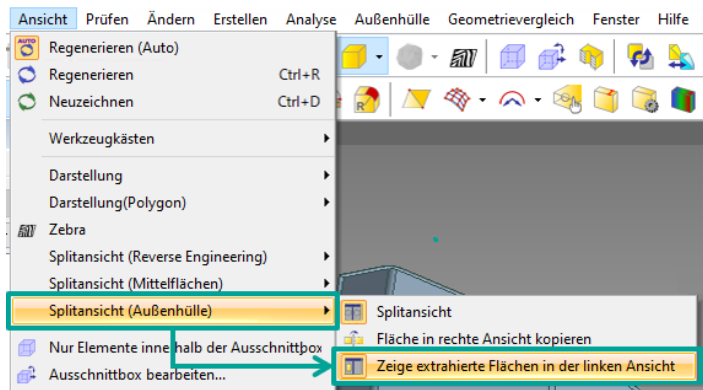 Ansicht Prüfen Ändern Erstellen Analyse Außenhülle Geometrievergleich Fenster Hilfe
AUTO
Regenerieren (Auto)
Regenerieren Ctrl+R
Neuzeichnen Ctrl+D
Werkzeugkästen
Darstellung
Darstellung(Polygon)
Zebra
Splitansicht (Reverse Engineering)
Splitansicht (Mittelflächen)
Splitansicht (Außenhülle)
Splitansicht
Fläche in rechte Ansicht kopieren
Nur Elemente innerhalb der Ausschnittbox
Zeige extrahierte Flächen in der linken Ansicht
Ausschnittbox bearbeiten...